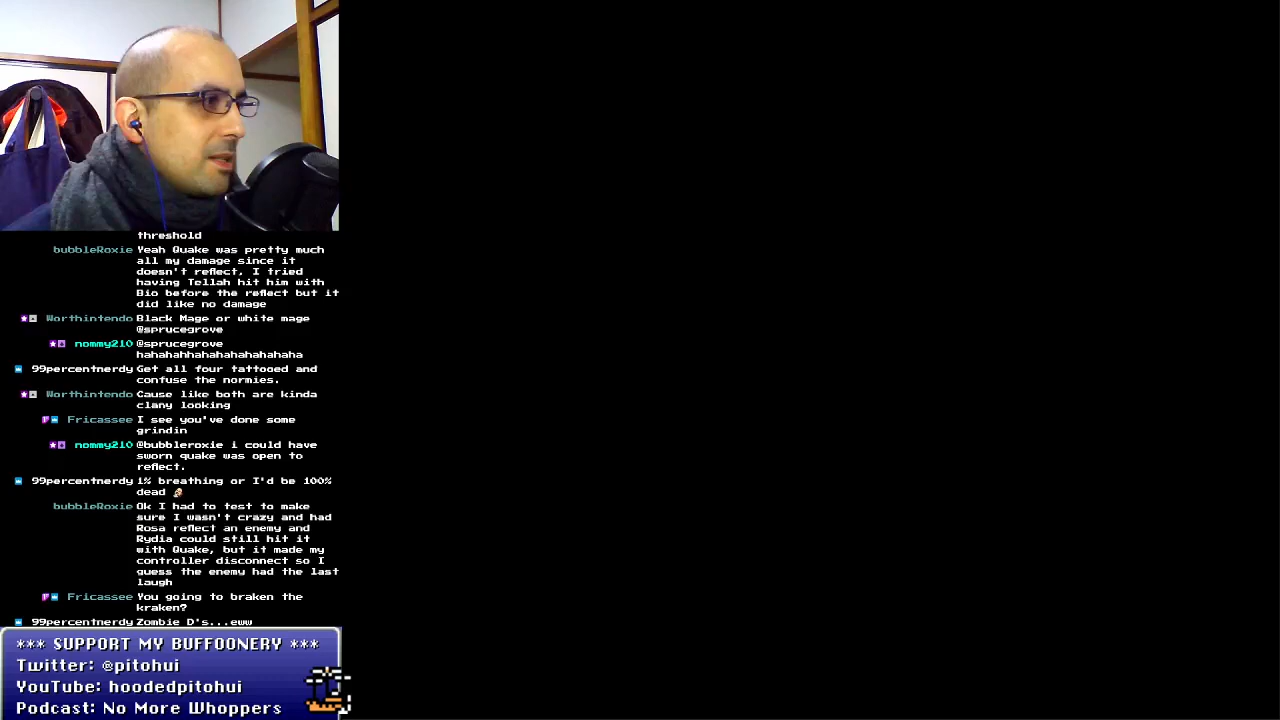 threshold
bubbleRoxie Yeah Quake was pretty much
all my damage since it
doesn't reflect, I tried
having Tellah hit him with
Bio before the reflect but it
did like no damage
Worthintendo Black Mage or white mage
@sprucegrove
nommy210 @sprucegrove
hahahahhahahahahahahaha
99percentnerdy Get all four tattooed and
confuse the normies.
Worthintendo Cause like both are kinda
clany looking
Fricassee I see you've done some
grindin
nommy210 @bubbleroxie i could have
sworn quake was open to
reflect.
99percentnerdy 1% breathing or I'd be 100%
dead
bubbleRoxie Ok I had to test to make
sure I wasn't crazy and had
Rosa reflect an enemy and
Rydia could still hit it
with Quake, but it made my
controller disconnect so I
guess the enemy had the last
laugh
Fricassee You going to braken the
kraken?
99percentnerdy Zombie D's...eww
*** SUPPORT MY BUFFOONERY ***
Twitter: @pitohui
YouTube: hoodedpitohui
Podcast: No More Whoppers